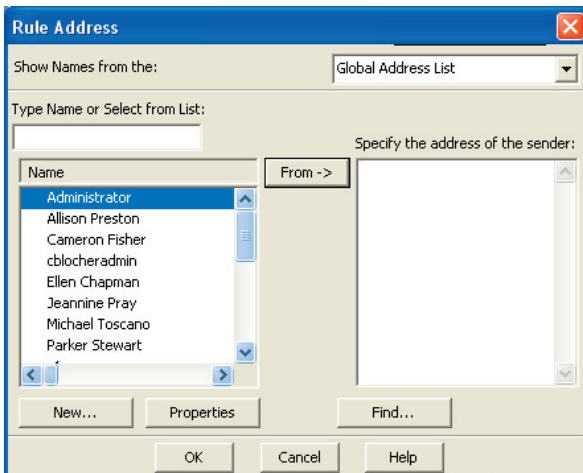 Rule Address
Show Names from the:
Global Address List
Type Name or Select from List:
Specify the address of the sender:
Name
From ->
Administrator
Allison Preston
Cameron Fisher
cblocheradmin
Ellen Chapman
Jeannine Pray
Michael Toscano
Parker Stewart
New...
Properties
Find...
OK
Cancel
Help